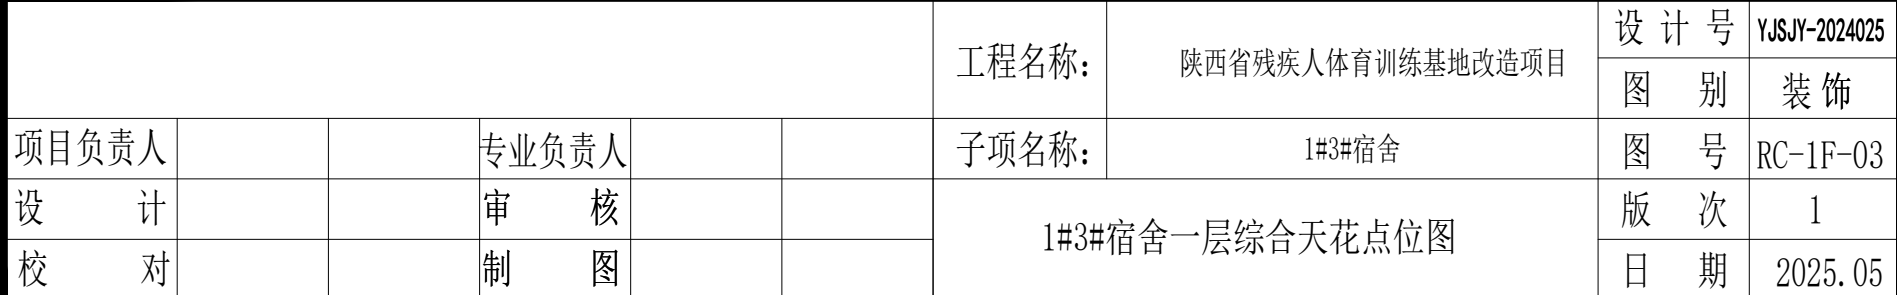 工程名称： 陕西省残疾人体育训练基地改造项目 设计号 YJSJY-2024025
图别 装饰
项目负责人 专业负责人 子项名称： 1#3#宿舍 图号 RC-1F-03
设计 审核 1#3#宿舍一层综合天花点位图 版次 1
校对 制图 日期 2025.05